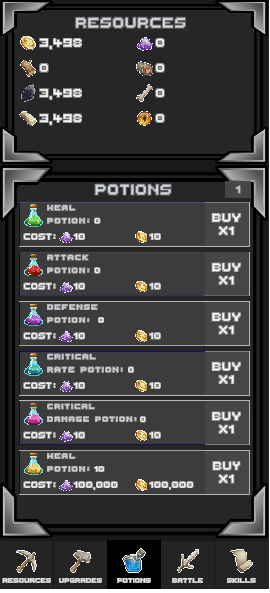 RESOURCES
3,498 0
0 0
3,498 0
3,498 0
POTIONS 1
HEAL
POTION: 0
COST: 10 10
BUY
X1
ATTACK
POTION: 0
COST: 10 10
BUY
X1
DEFENSE
POTION: 0
COST: 10 10
BUY
X1
CRITICAL
RATE POTION: 0
COST: 10 10
BUY
X1
CRITICAL
DAMAGE POTION: 0
COST: 10 10
BUY
X1
HEAL
POTION: 10
COST: 100,000 100,000
BUY
X1
RESOURCES UPGRADES POTIONS BATTLE SKILLS